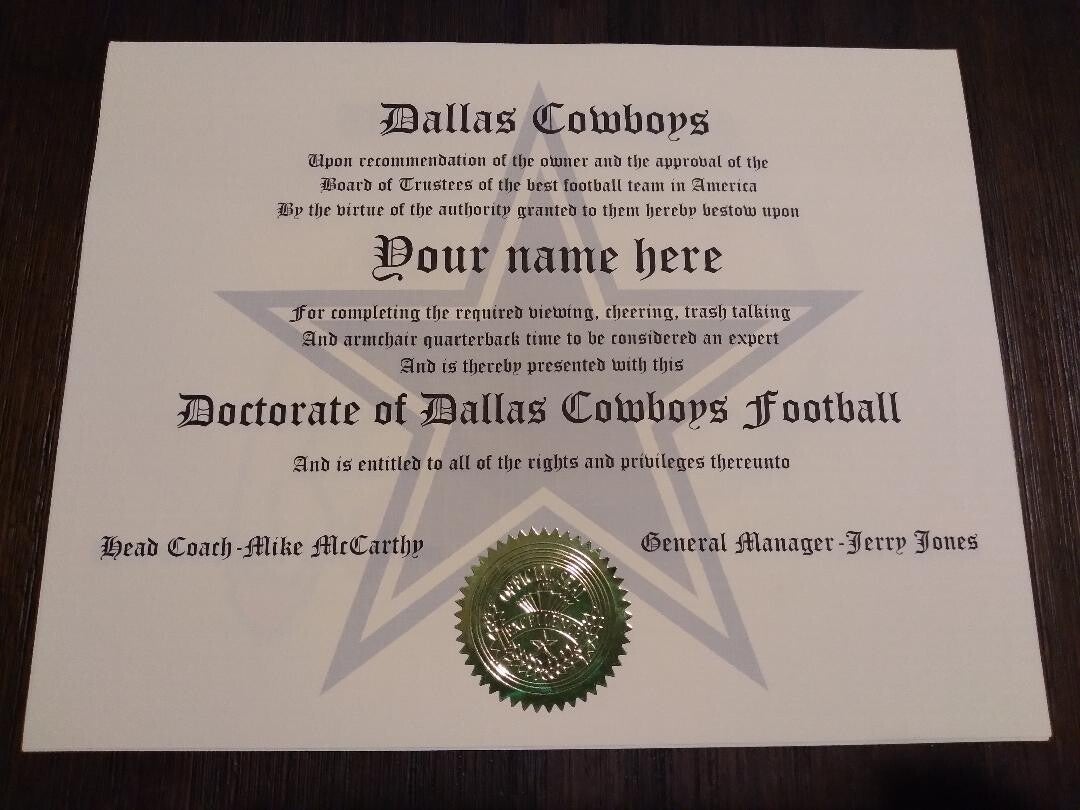 Dallas Cowboys
Upon recommendation of the owner and the approval of the
Board of Trustees of the best football team in America
By the virtue of the authority granted to them hereby bestow upon
Your name here
For completing the required viewing, cheering, trash talking
And armchair quarterback time to be considered an expert
And is thereby presented with this
Doctorate of Dallas Cowboys Football
And is entitled to all of the rights and privileges thereunto
Head Coach-Mike McCarthy
General Manager-Jerry Jones
OFFICIAL SEAL
EXCELLENCE